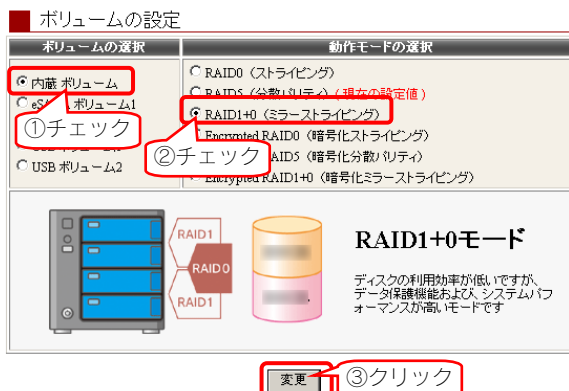 ボリュームの設定
ボリュームの選択
動作モードの選択
内蔵 ボリューム
ボリューム1
①チェック
USB ボリューム2
RAID0（ストライピング）
RAID5（分散パリティ）( 現在の設定値 )
RAID1+0（ミラーストライピング）
Encrypted RAID0（暗号化ストライピング）
②チェック
RAID5（暗号化分散パリティ）
Encrypted RAID1+0（暗号化ミラーストライピング）
RAID1
RAID0
RAID1
RAID1+0モード
ディスクの利用効率が低いですが、
データ保護機能および、システムパフ
ォーマンスが高いモードです
変更
③クリック